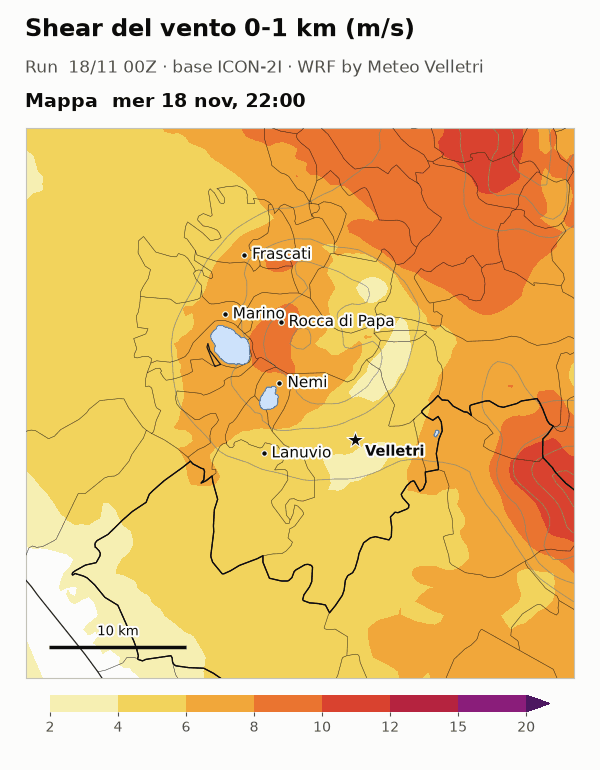 Shear del vento 0-1 km (m/s)
Run  18/11 00Z · base ICON-2I · WRF by Meteo Velletri
Mappa  mer 18 nov, 22:00
Frascati
Marino
Rocca di Papa
Nemi
Velletri
Lanuvio
10 km
2 4 6 8 10 12 15 20